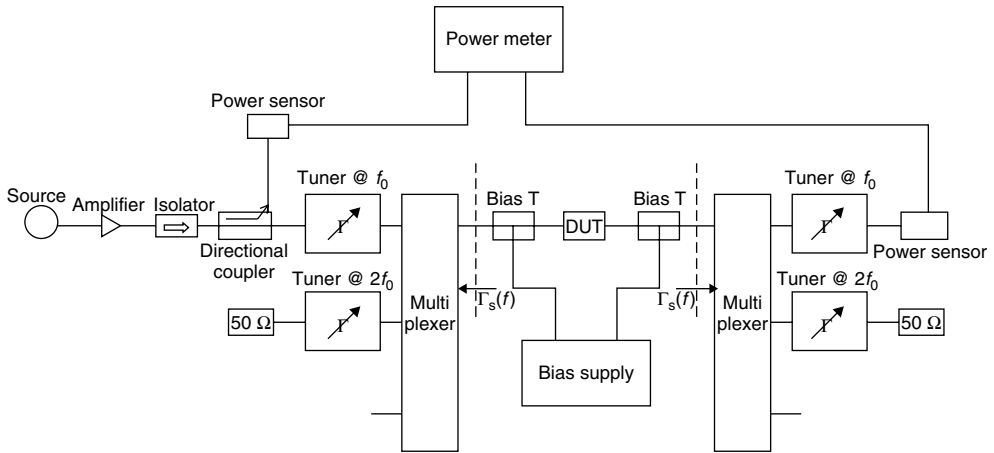 Power meter
Power sensor
Source
Amplifier
Isolator
Directional
coupler
Tuner @ f₀
Γ
Tuner @ 2f₀
Γ
50 Ω
Multi
plexer
Bias T
DUT
Bias T
Γₛ(f)
Γₛ(f)
Bias supply
Multi
plexer
Tuner @ f₀
Γ
Power sensor
Tuner @ 2f₀
Γ
50 Ω